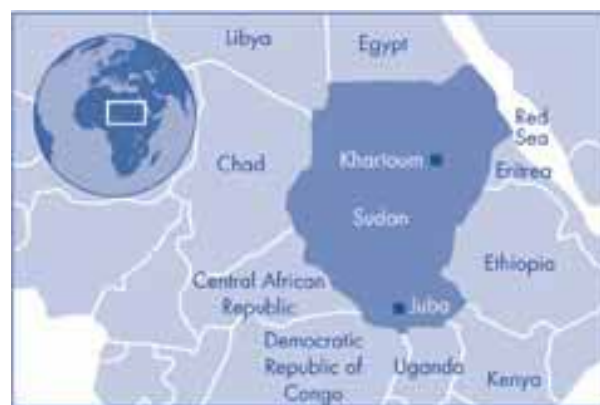 Libya
Egypt
Red
Sea
Khartoum
Chad
Eritrea
Sudan
Ethiopia
Central African
Republic
Juba
Democratic
Republic of
Congo
Uganda
Kenya